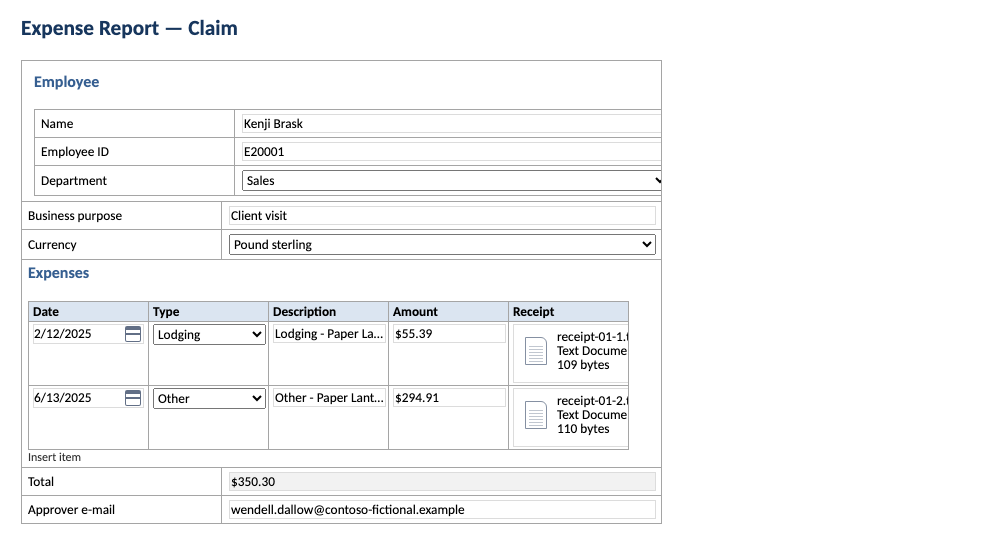 Expense Report — Claim
Employee
Name Kenji Brask
Employee ID E20001
Department Sales
Business purpose Client visit
Currency Pound sterling
Expenses
Date Type Description Amount Receipt
2/12/2025 Lodging Lodging - Paper La... $55.39
receipt-01-1.
Text Docume
109 bytes
6/13/2025 Other Other - Paper Lant... $294.91
receipt-01-2.
Text Docume
110 bytes
Insert item
Total $350.30
Approver e-mail wendell.dallow@contoso-fictional.example